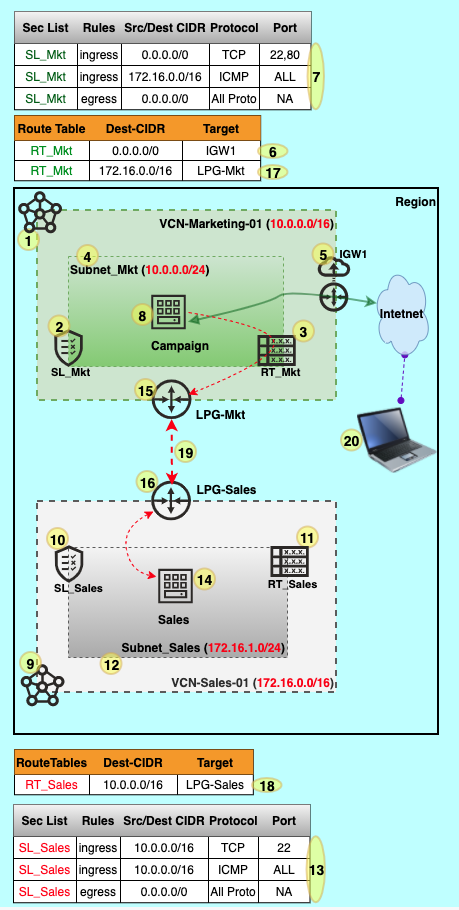 Sec List Rules Src/Dest CIDR Protocol Port
SL_Mkt ingress 0.0.0.0/0 TCP 22,80
SL_Mkt ingress 172.16.0.0/16 ICMP ALL 7
SL_Mkt egress 0.0.0.0/0 All Proto NA
Route Table Dest-CIDR Target
RT_Mkt 0.0.0.0/0 IGW1 6
RT_Mkt 172.16.0.0/16 LPG-Mkt 17
Region
VCN-Marketing-01 (10.0.0.0/16)
1
4
5 IGW1
Subnet_Mkt (10.0.0.0/24)
8
Internet
2
3
Campaign
X.X.X.
SL_Mkt
RT_Mkt
15
LPG-Mkt
20
19
16
LPG-Sales
10
11
X.X.X.
14
SL_Sales
RT_Sales
Sales
Subnet_Sales (172.16.1.0/24)
9
12
VCN-Sales-01 (172.16.0.0/16)
RouteTables Dest-CIDR Target
RT_Sales 10.0.0.0/16 LPG-Sales 18
Sec List Rules Src/Dest CIDR Protocol Port
SL_Sales ingress 10.0.0.0/16 TCP 22
SL_Sales ingress 10.0.0.0/16 ICMP ALL 13
SL_Sales egress 0.0.0.0/0 All Proto NA